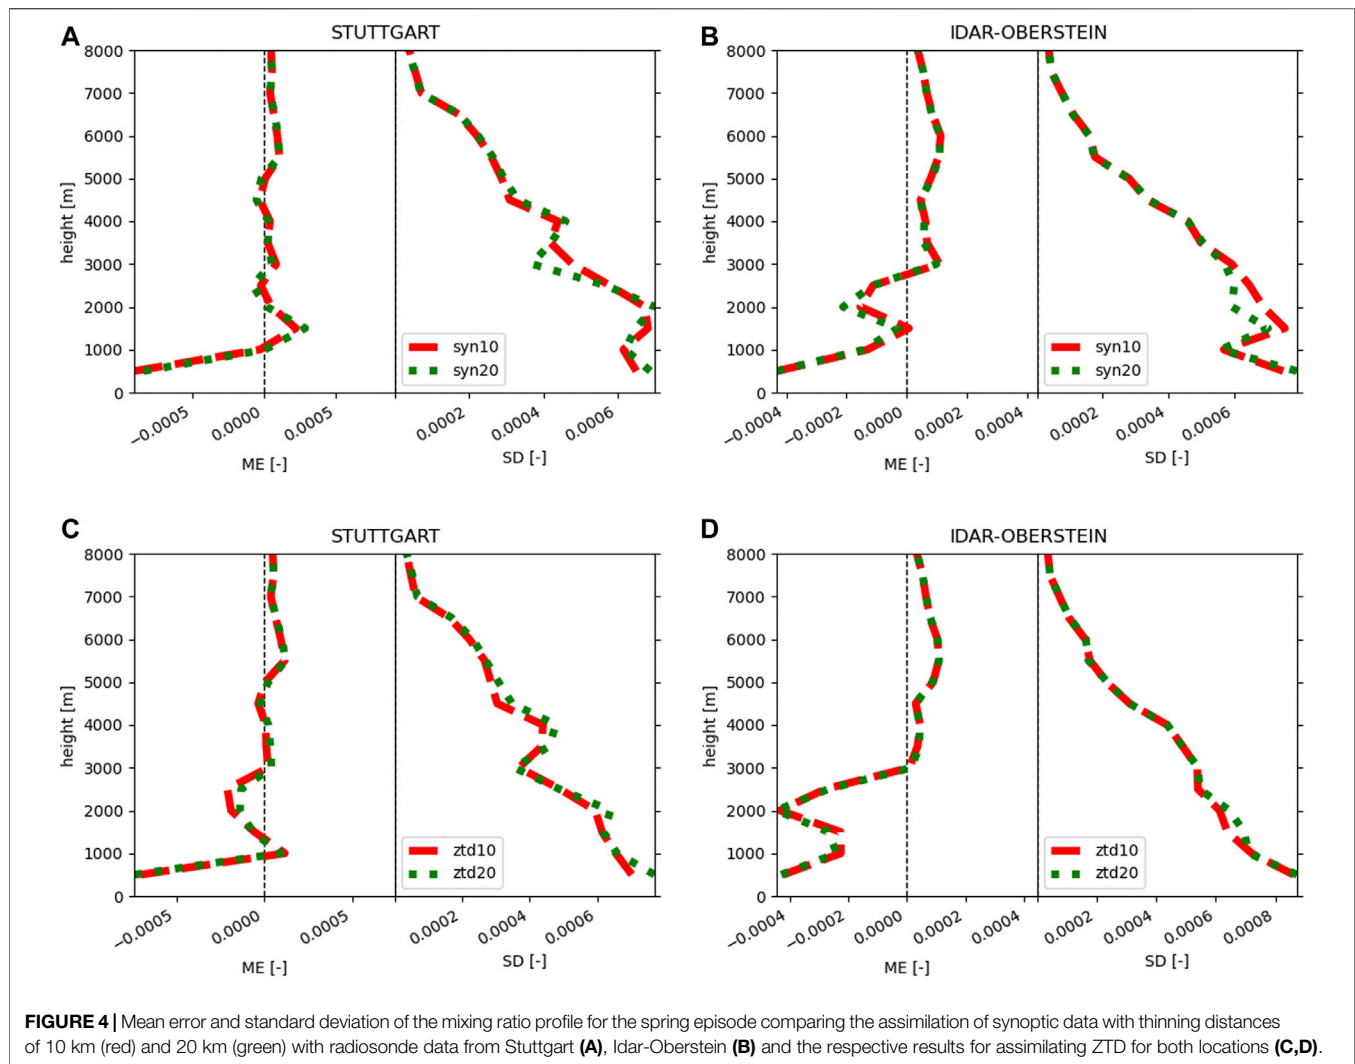 A
STUTTGART
8000
7000
6000
5000
4000
3000
2000
1000
0
height [m]
syn10
syn20
−0.0005
0.0000
0.0005
0.0002
0.0004
0.0006
ME [-]
SD [-]
B
IDAR-OBERSTEIN
8000
7000
6000
5000
4000
3000
2000
1000
0
height [m]
syn10
syn20
−0.0004
−0.0002
0.0000
0.0002
0.0004
0.0002
0.0004
0.0006
ME [-]
SD [-]
C
STUTTGART
8000
7000
6000
5000
4000
3000
2000
1000
0
height [m]
ztd10
ztd20
−0.0005
0.0000
0.0005
0.0002
0.0004
0.0006
ME [-]
SD [-]
D
IDAR-OBERSTEIN
8000
7000
6000
5000
4000
3000
2000
1000
0
height [m]
ztd10
ztd20
−0.0004
−0.0002
0.0000
0.0002
0.0004
0.0002
0.0004
0.0006
0.0008
ME [-]
SD [-]
FIGURE 4 | Mean error and standard deviation of the mixing ratio profile for the spring episode comparing the assimilation of synoptic data with thinning distances
of 10 km (red) and 20 km (green) with radiosonde data from Stuttgart (A), Idar-Oberstein (B) and the respective results for assimilating ZTD for both locations (C,D).